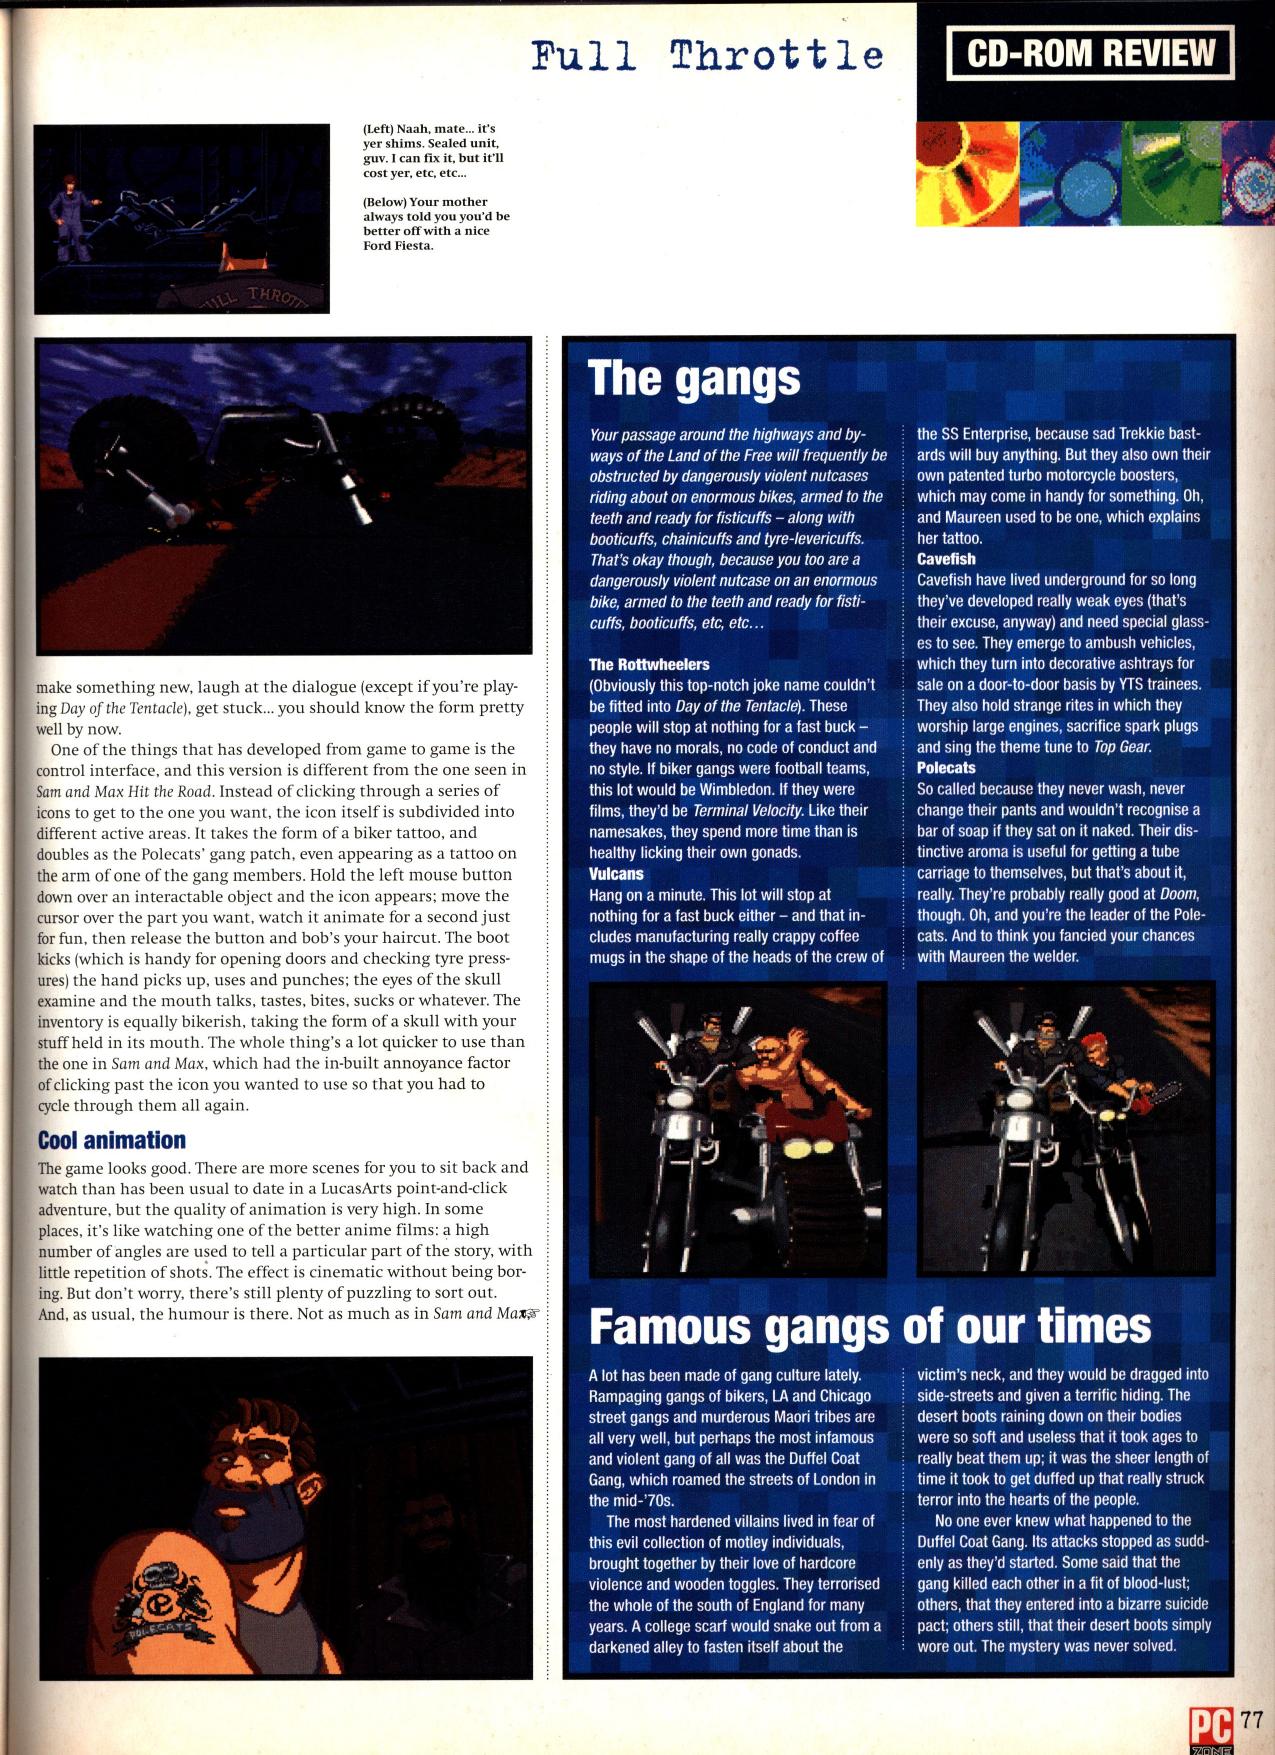 Full Throttle
CD-ROM REVIEW
(Left) Naah, mate... it's
yer shims. Sealed unit,
guv. I can fix it, but it'll
cost yer, etc, etc...
(Below) Your mother
always told you you'd be
better off with a nice
Ford Fiesta.
FULL THROTTL
make something new, laugh at the dialogue (except if you're play-
ing Day of the Tentacle), get stuck... you should know the form pretty
well by now.
One of the things that has developed from game to game is the
control interface, and this version is different from the one seen in
Sam and Max Hit the Road. Instead of clicking through a series of
icons to get to the one you want, the icon itself is subdivided into
different active areas. It takes the form of a biker tattoo, and
doubles as the Polecats' gang patch, even appearing as a tattoo on
the arm of one of the gang members. Hold the left mouse button
down over an interactable object and the icon appears; move the
cursor over the part you want, watch it animate for a second just
for fun, then release the button and bob's your haircut. The boot
kicks (which is handy for opening doors and checking tyre press-
ures) the hand picks up, uses and punches; the eyes of the skull
examine and the mouth talks, tastes, bites, sucks or whatever. The
inventory is equally bikerish, taking the form of a skull with your
stuff held in its mouth. The whole thing's a lot quicker to use than
the one in Sam and Max, which had the in-built annoyance factor
of clicking past the icon you wanted to use so that you had to
cycle through them all again.
Cool animation
The game looks good. There are more scenes for you to sit back and
watch than has been usual to date in a LucasArts point-and-click
adventure, but the quality of animation is very high. In some
places, it's like watching one of the better anime films: a high
number of angles are used to tell a particular part of the story, with
little repetition of shots. The effect is cinematic without being bor-
ing. But don't worry, there's still plenty of puzzling to sort out.
And, as usual, the humour is there. Not as much as in Sam and Max,
POLECATS
The gangs
Your passage around the highways and by-
ways of the Land of the Free will frequently be
obstructed by dangerously violent nutcases
riding about on enormous bikes, armed to the
teeth and ready for fisticuffs – along with
booticuffs, chainicuffs and tyre-levericuffs.
That's okay though, because you too are a
dangerously violent nutcase on an enormous
bike, armed to the teeth and ready for fisti-
cuffs, booticuffs, etc, etc...
The Rottwheelers
(Obviously this top-notch joke name couldn't
be fitted into Day of the Tentacle). These
people will stop at nothing for a fast buck –
they have no morals, no code of conduct and
no style. If biker gangs were football teams,
this lot would be Wimbledon. If they were
films, they'd be Terminal Velocity. Like their
namesakes, they spend more time than is
healthy licking their own gonads.
Vulcans
Hang on a minute. This lot will stop at
nothing for a fast buck either – and that in-
cludes manufacturing really crappy coffee
mugs in the shape of the heads of the crew of
the SS Enterprise, because sad Trekkie bast-
ards will buy anything. But they also own their
own patented turbo motorcycle boosters,
which may come in handy for something. Oh,
and Maureen used to be one, which explains
her tattoo.
Cavefish
Cavefish have lived underground for so long
they've developed really weak eyes (that's
their excuse, anyway) and need special glass-
es to see. They emerge to ambush vehicles,
which they turn into decorative ashtrays for
sale on a door-to-door basis by YTS trainees.
They also hold strange rites in which they
worship large engines, sacrifice spark plugs
and sing the theme tune to Top Gear.
Polecats
So called because they never wash, never
change their pants and wouldn't recognise a
bar of soap if they sat on it naked. Their dis-
tinctive aroma is useful for getting a tube
carriage to themselves, but that's about it,
really. They're probably really good at Doom,
though. Oh, and you're the leader of the Pole-
cats. And to think you fancied your chances
with Maureen the welder.
Famous gangs of our times
A lot has been made of gang culture lately.
Rampaging gangs of bikers, LA and Chicago
street gangs and murderous Maori tribes are
all very well, but perhaps the most infamous
and violent gang of all was the Duffel Coat
Gang, which roamed the streets of London in
the mid-'70s.
The most hardened villains lived in fear of
this evil collection of motley individuals,
brought together by their love of hardcore
violence and wooden toggles. They terrorised
the whole of the south of England for many
years. A college scarf would snake out from a
darkened alley to fasten itself about the
victim's neck, and they would be dragged into
side-streets and given a terrific hiding. The
desert boots raining down on their bodies
were so soft and useless that it took ages to
really beat them up; it was the sheer length of
time it took to get duffed up that really struck
terror into the hearts of the people.
No one ever knew what happened to the
Duffel Coat Gang. Its attacks stopped as sudd-
enly as they'd started. Some said that the
gang killed each other in a fit of blood-lust;
others, that they entered into a bizarre suicide
pact; others still, that their desert boots simply
wore out. The mystery was never solved.
PC
ZONE
77